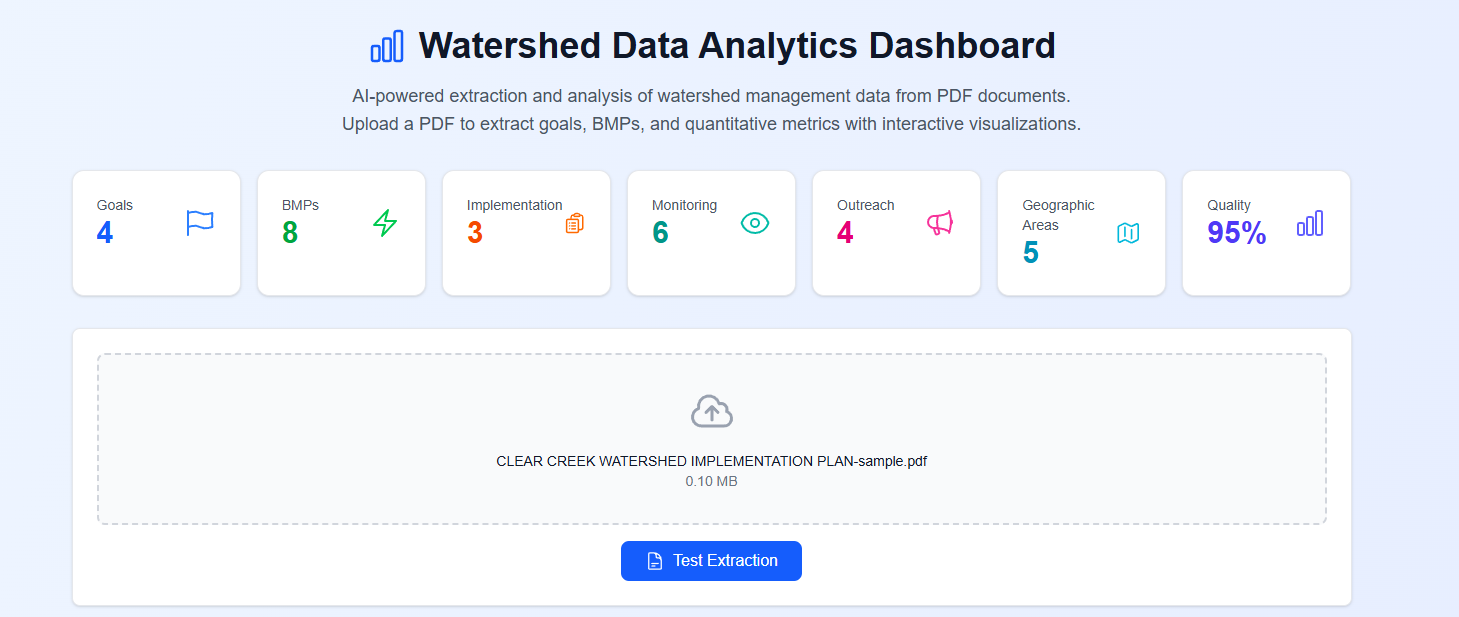 Watershed Data Analytics Dashboard
AI-powered extraction and analysis of watershed management data from PDF documents.
Upload a PDF to extract goals, BMPs, and quantitative metrics with interactive visualizations.
Goals
4
BMPs
8
Implementation
3
Monitoring
6
Outreach
4
Geographic
Areas
5
Quality
95%
CLEAR CREEK WATERSHED IMPLEMENTATION PLAN-sample.pdf
0.10 MB
Test Extraction